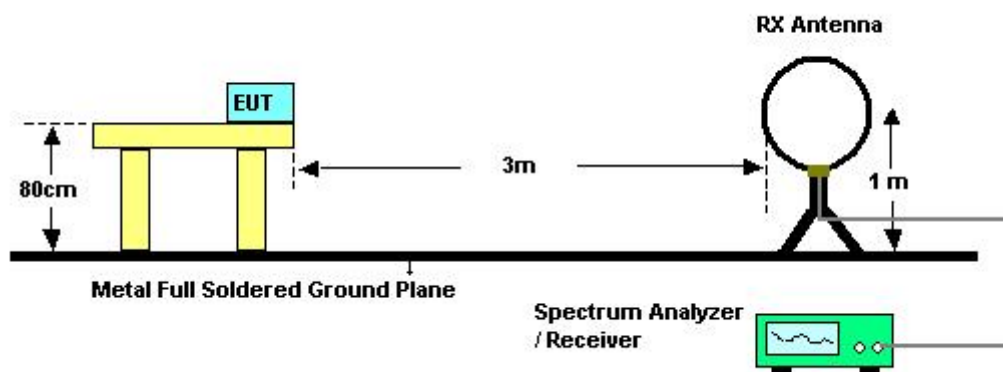 RX Antenna
EUT
80cm
3m
1 m
Metal Full Soldered Ground Plane
Spectrum Analyzer
/ Receiver